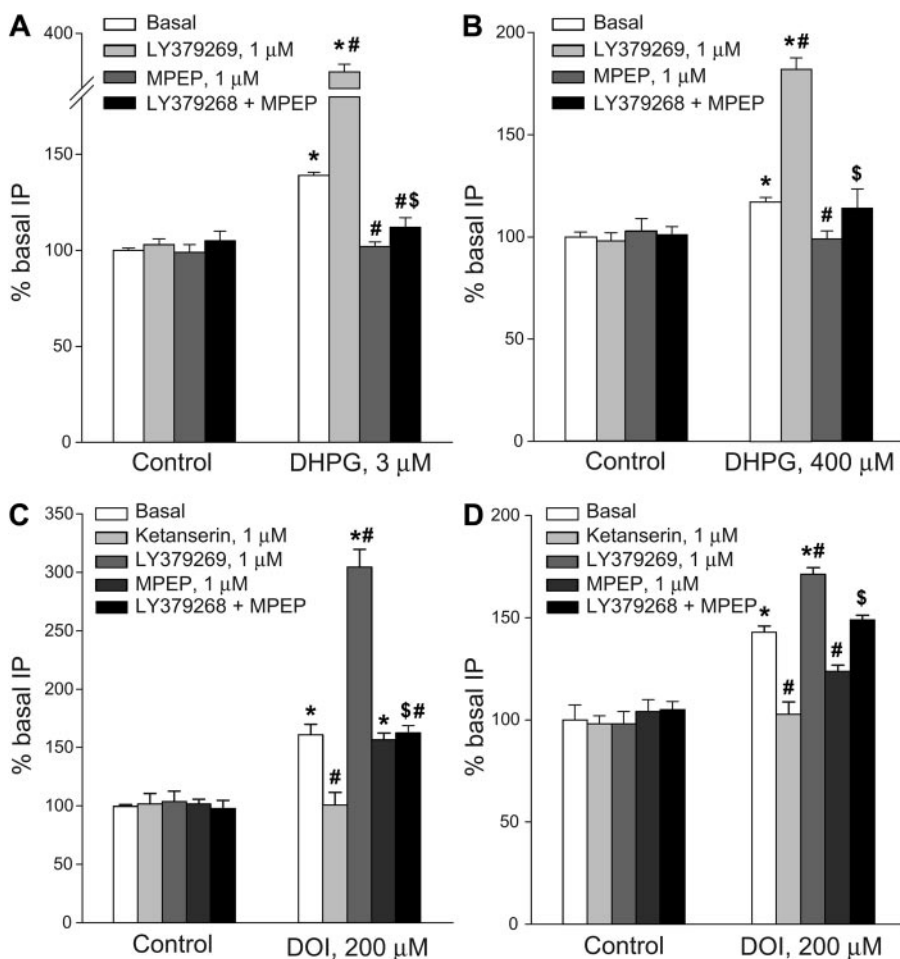 A
% basal IP
400
150
100
50
0
Basal
LY379269, 1 μM
MPEP, 1 μM
LY379268 + MPEP
*
*#
#
#$
Control
DHPG, 3 μM
B
% basal IP
200
150
100
50
0
Basal
LY379269, 1 μM
MPEP, 1 μM
LY379268 + MPEP
*
*#
#
$
Control
DHPG, 400 μM
C
% basal IP
350
300
250
200
150
100
50
0
Basal
Ketanserin, 1 μM
LY379269, 1 μM
MPEP, 1 μM
LY379268 + MPEP
*
#
*#
*
$#
Control
DOI, 200 μM
D
% basal IP
200
150
100
50
0
Basal
Ketanserin, 1 μM
LY379269, 1 μM
MPEP, 1 μM
LY379268 + MPEP
*
#
*#
#
$
Control
DOI, 200 μM